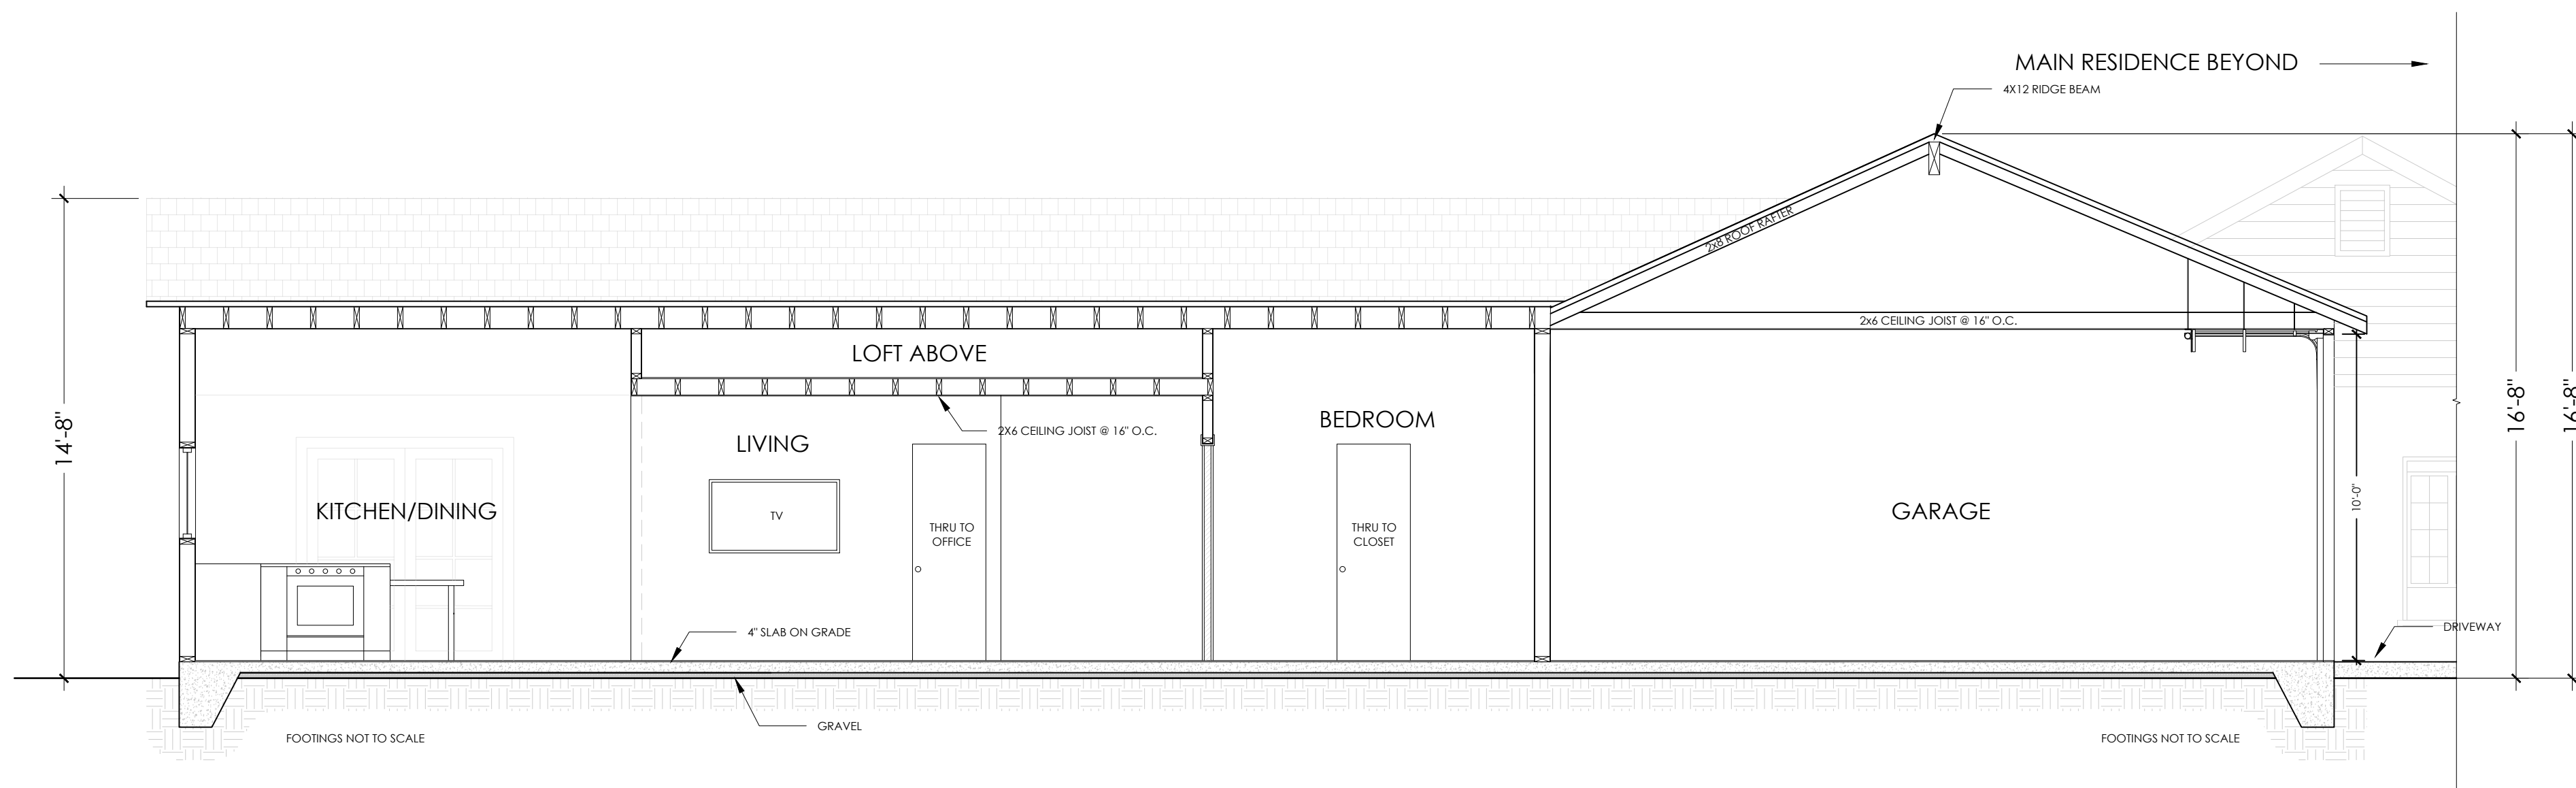 MAIN RESIDENCE BEYOND
4X12 RIDGE BEAM
2x8 ROOF RAFTER
2x6 CEILING JOIST @ 16" O.C.
LOFT ABOVE
14'-8"
16'-8"
16'-8"
BEDROOM
2X6 CEILING JOIST @ 16" O.C.
LIVING
KITCHEN/DINING
TV
THRU TO
OFFICE
THRU TO
CLOSET
GARAGE
10'-0"
4" SLAB ON GRADE
DRIVEWAY
GRAVEL
FOOTINGS NOT TO SCALE
FOOTINGS NOT TO SCALE